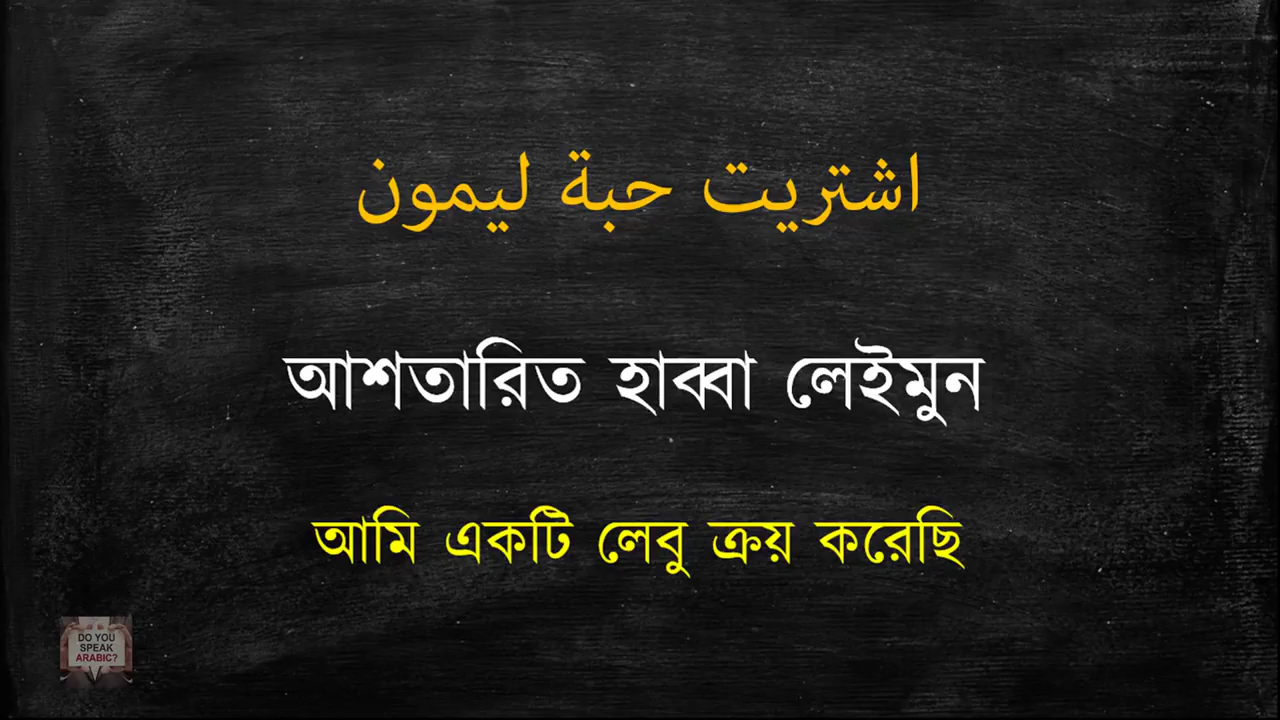 اشتريت حبة ليمون
আশতারিত হাব্বা লেইমুন
আমি একটি লেবু ক্রয় করেছি
DO YOU
SPEAK
ARABIC?